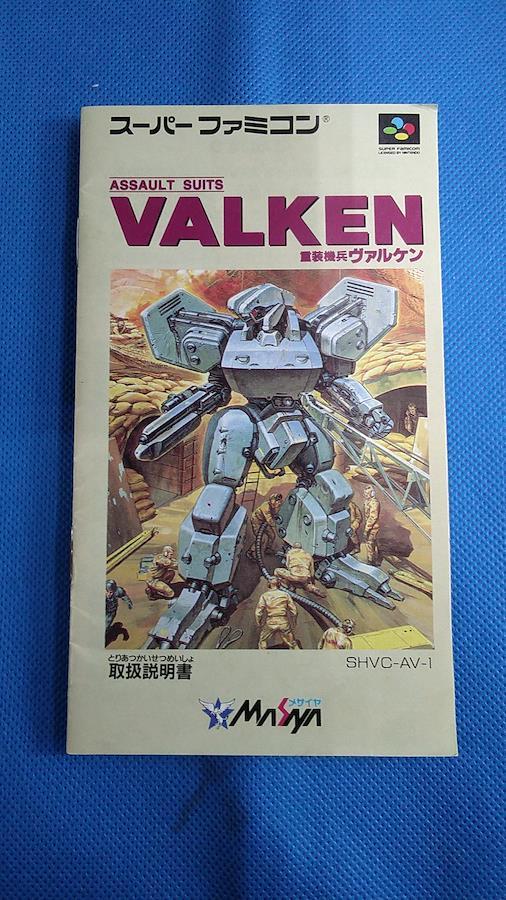 スーパーファミコン®
SUPER FAMICOM
LICENSED BY NINTENDO
ASSAULT SUITS
VALKEN
重装機兵ヴァルケン
とりあつかいせつめいしょ
取扱説明書
SHVC-AV-1
メサイヤ
MASAYA